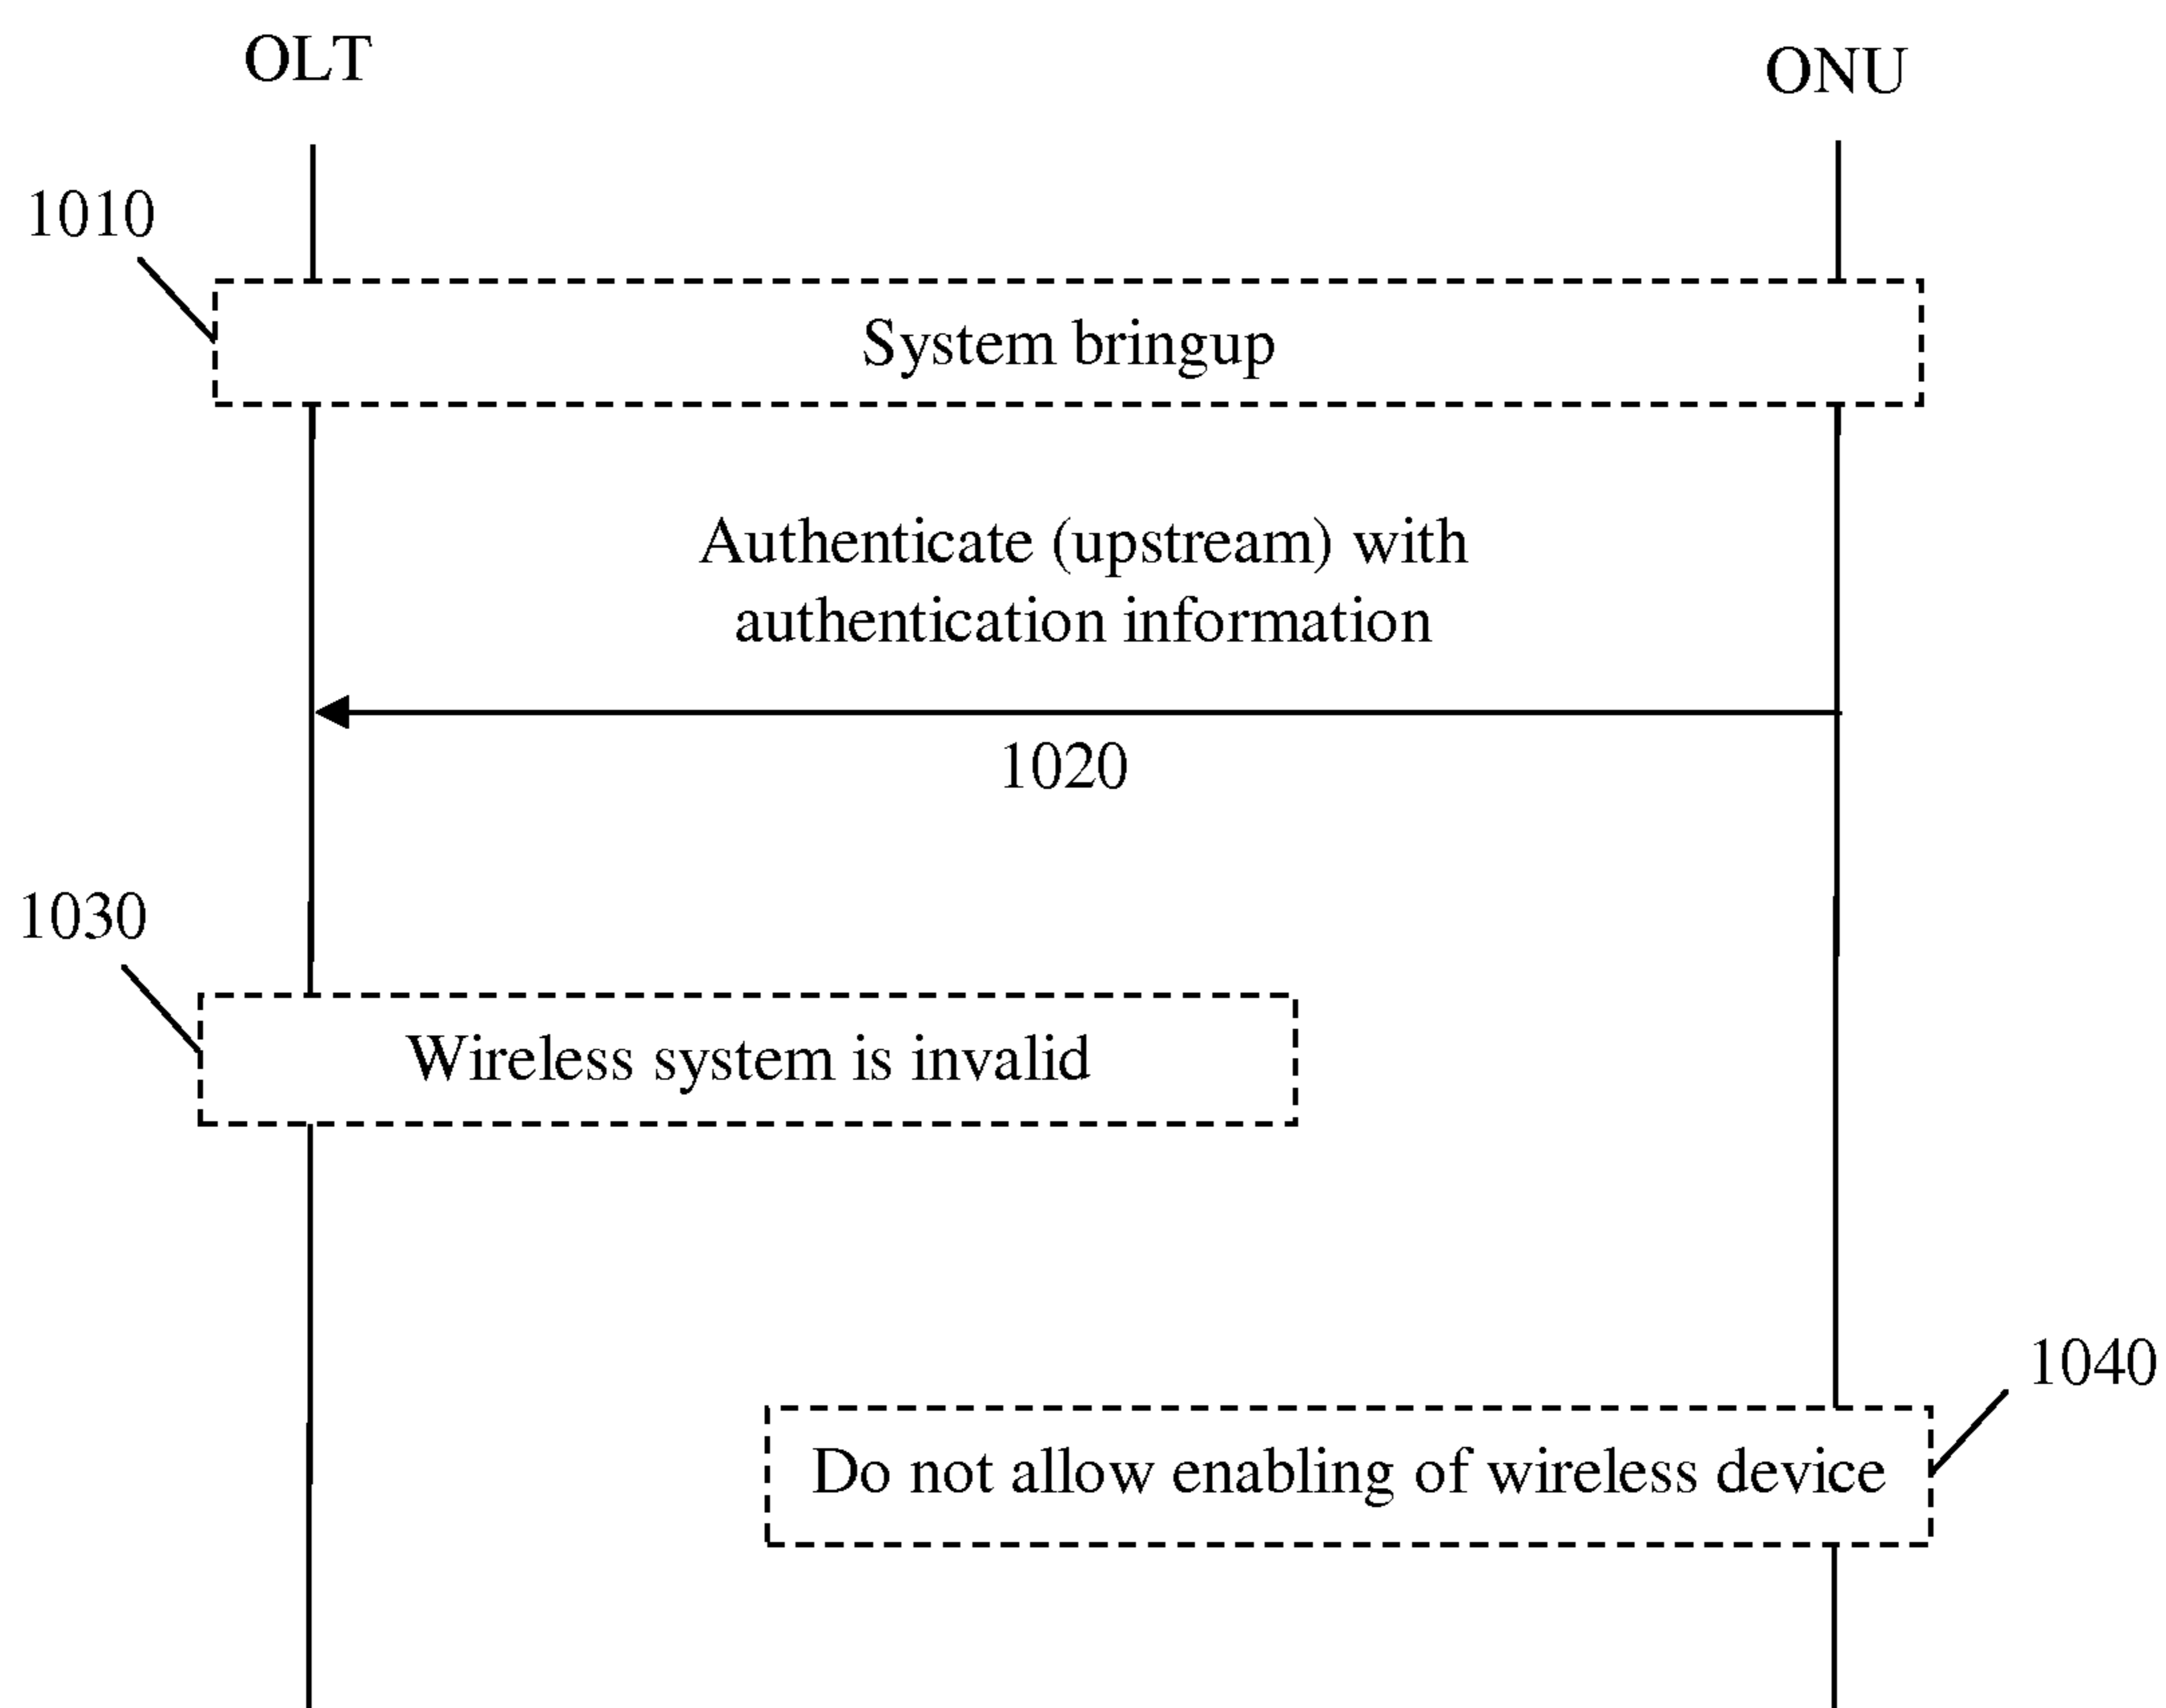 OLT
ONU
1010
System bringup
Authenticate (upstream) with
authentication information
1020
1030
Wireless system is invalid
1040
Do not allow enabling of wireless device